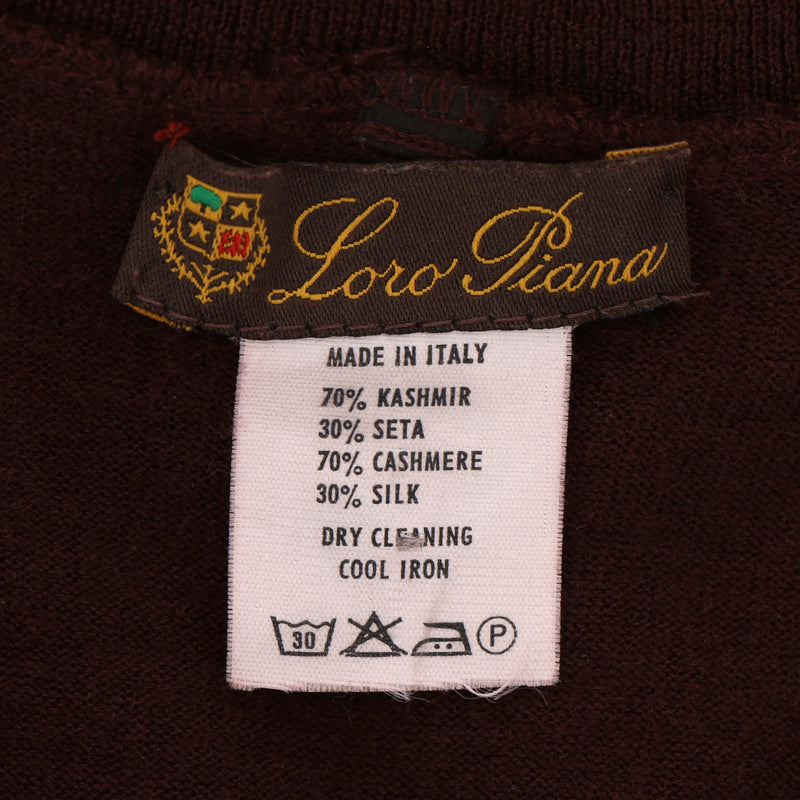 Loro Piana
MADE IN ITALY
70% KASHMIR
30% SETA
70% CASHMERE
30% SILK
DRY CLEANING
COOL IRON
30 P